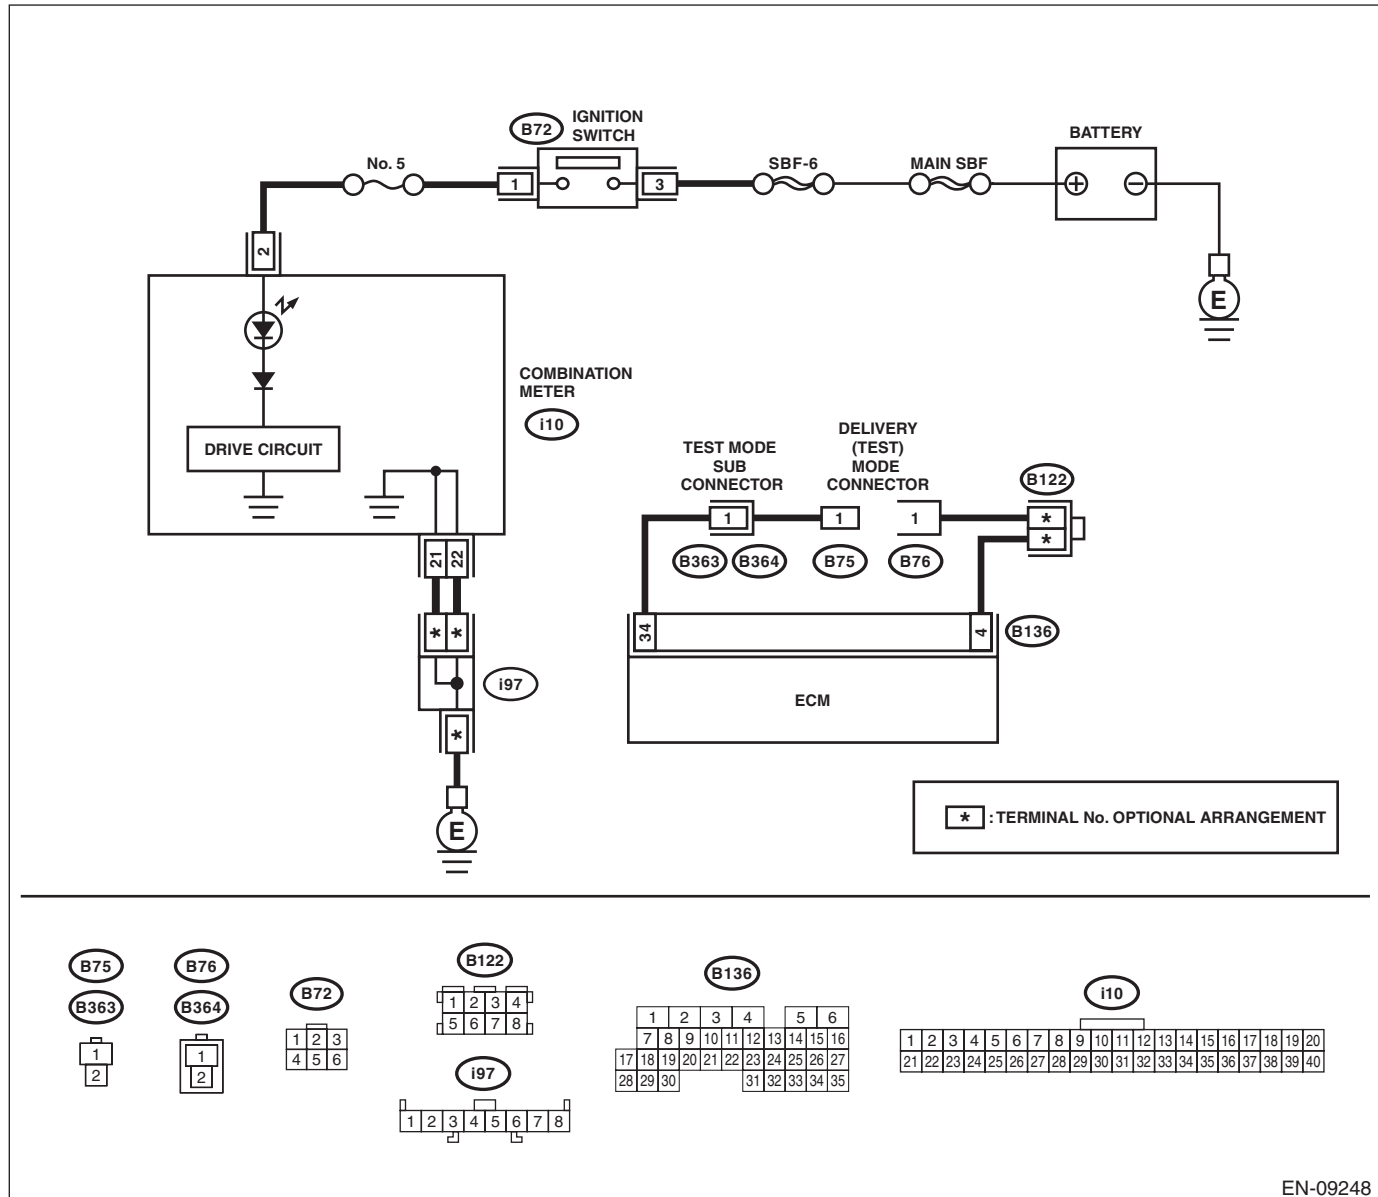 IGNITION
SWITCH
B72
No. 5
1
3
SBF-6
MAIN SBF
BATTERY
+
−
E
2
COMBINATION
METER
i10
DRIVE CIRCUIT
21 22
* *
i97
*
E
TEST MODE
SUB
CONNECTOR
DELIVERY
(TEST)
MODE
CONNECTOR
B122
1
1
1
*
*
B363 B364 B75 B76
34
4
B136
ECM
* : TERMINAL No. OPTIONAL ARRANGEMENT
B75
B363
1
2
B76
B364
1
2
B72
1 2 3
4 5 6
B122
1 2 3 4
5 6 7 8
i97
1 2 3 4 5 6 7 8
B136
1 2 3 4 5 6
7 8 9 10 11 12 13 14 15 16
17 18 19 20 21 22 23 24 25 26 27
28 29 30 31 32 33 34 35
i10
1 2 3 4 5 6 7 8 9 10 11 12 13 14 15 16 17 18 19 20
21 22 23 24 25 26 27 28 29 30 31 32 33 34 35 36 37 38 39 40
EN-09248